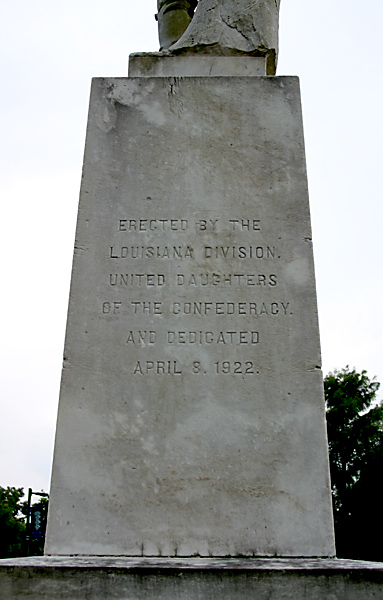 ERECTED BY THE
LOUISIANA DIVISION.
UNITED DAUGHTERS
OF THE CONFEDERACY.
AND DEDICATED
APRIL 8. 1922.